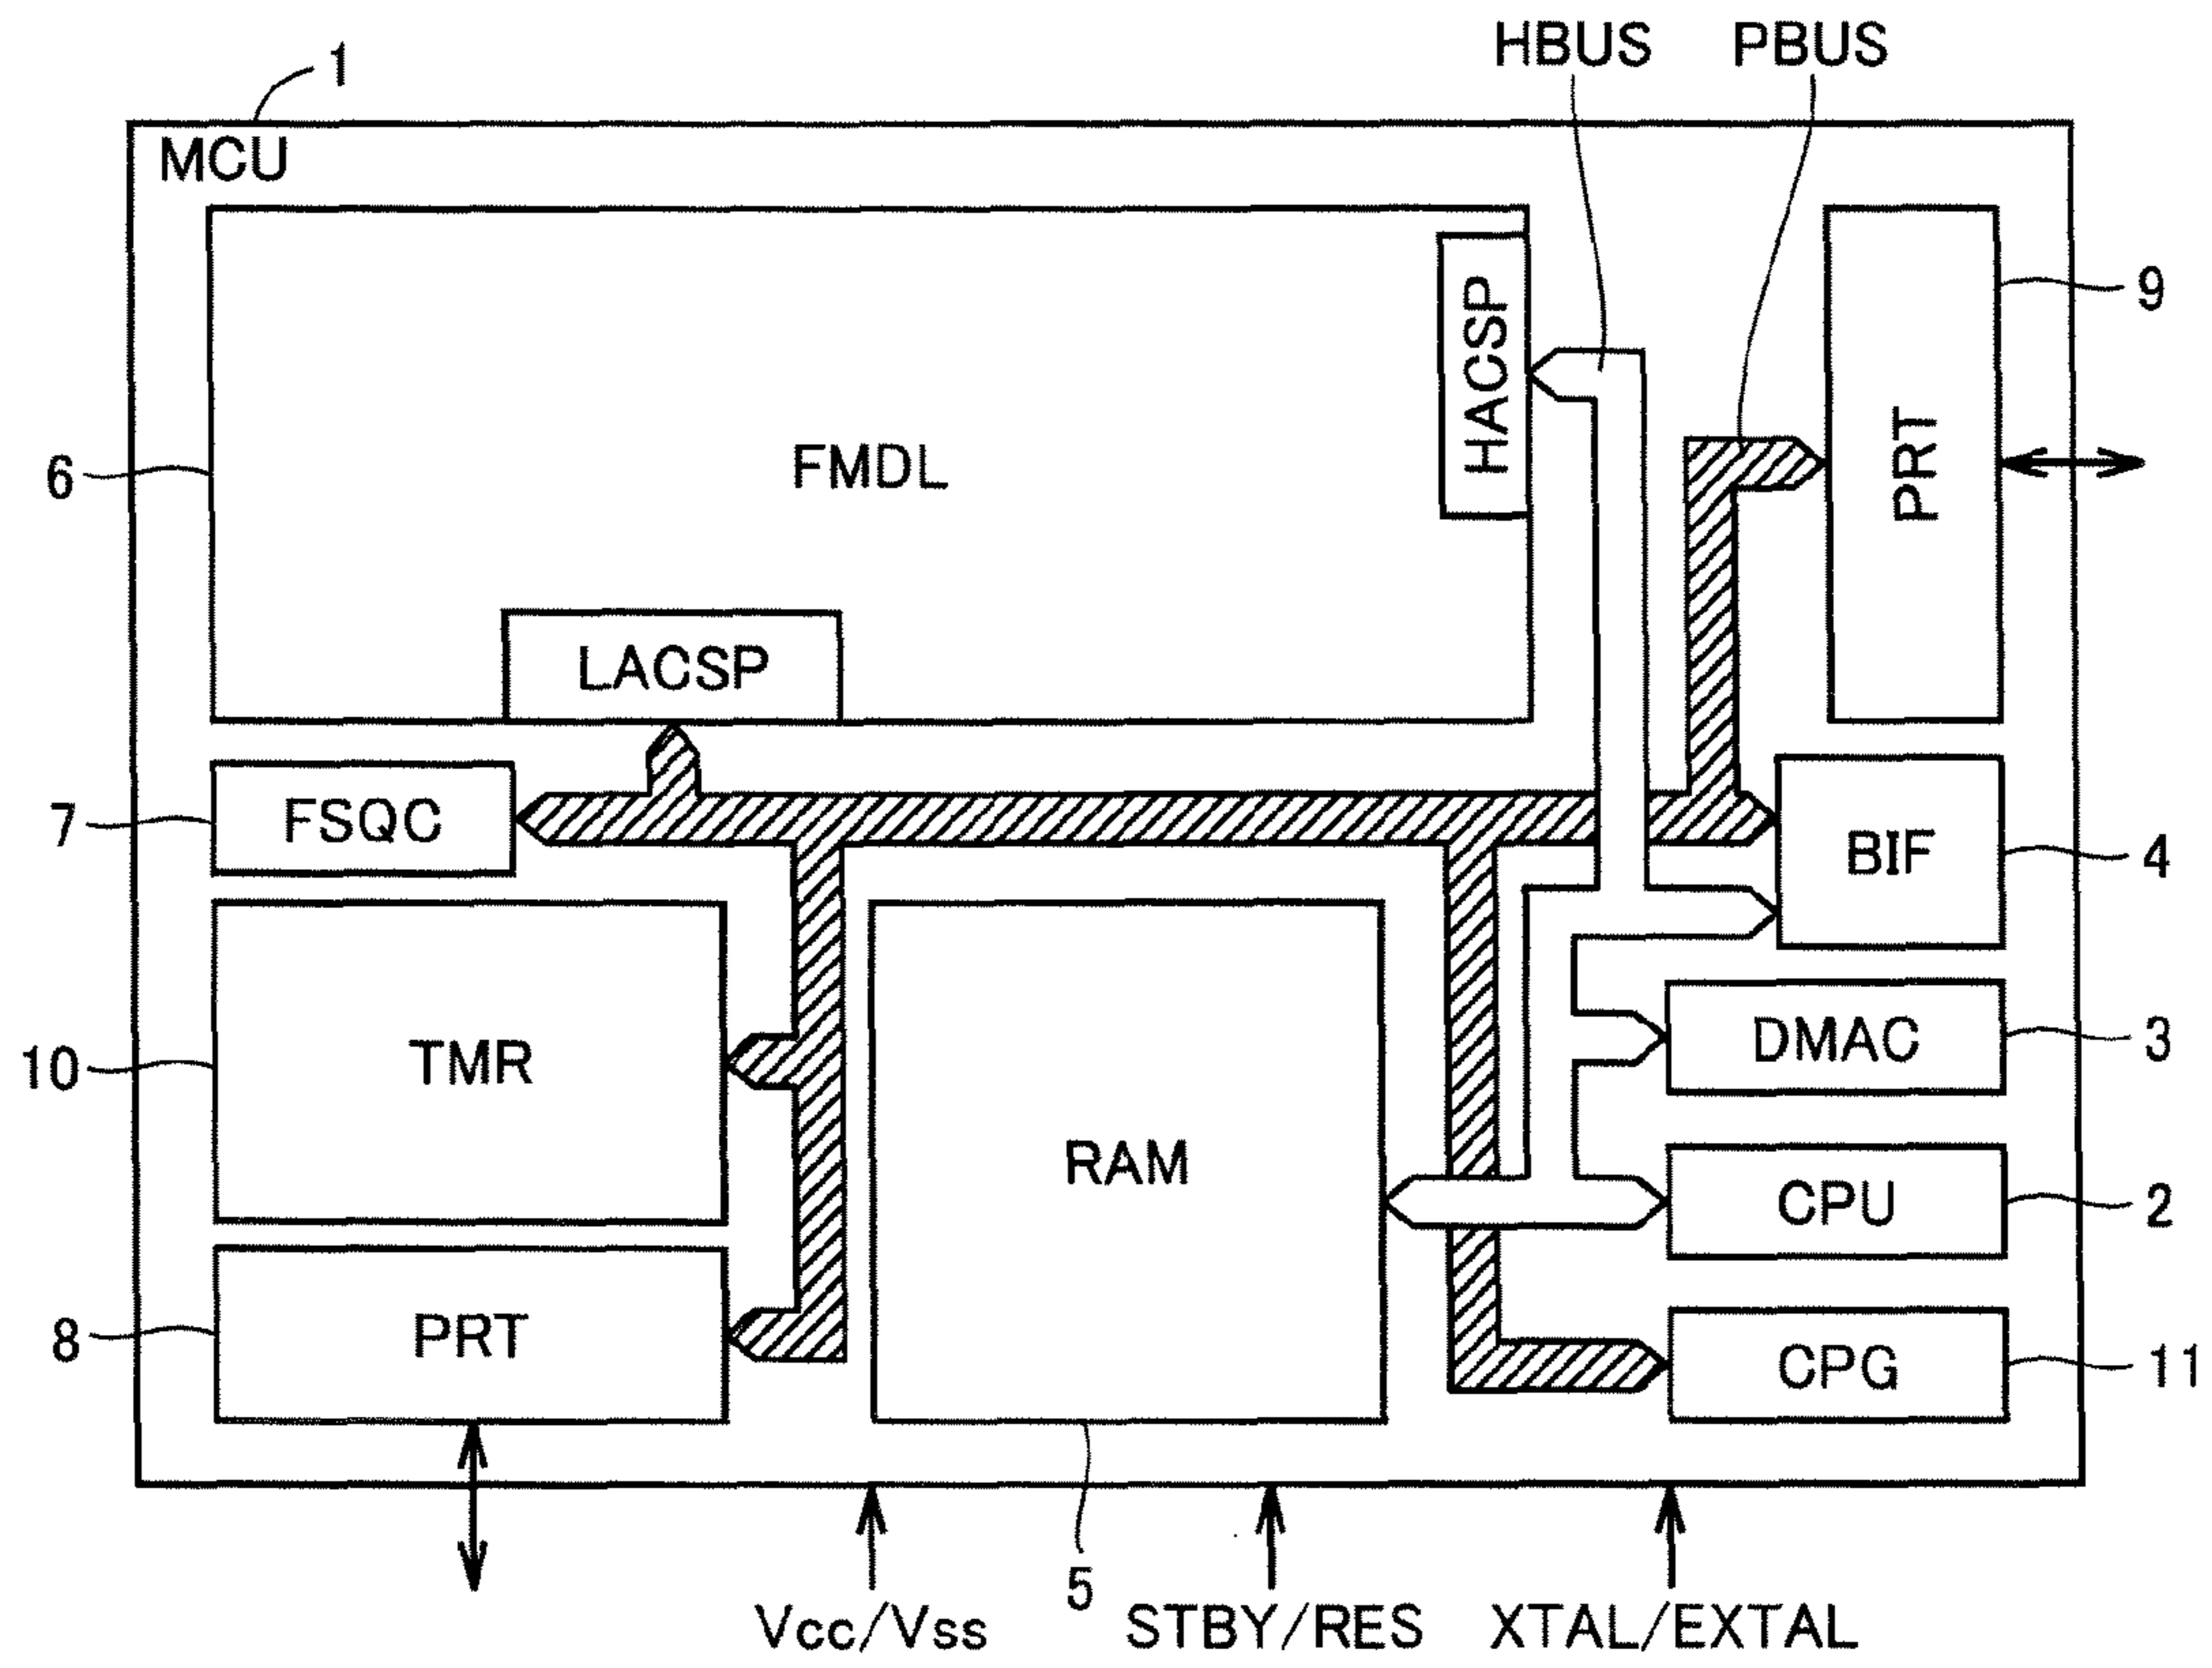 HBUS PBUS
1
MCU
HACSP
PRT
9
FMDL
6
LACSP
FSQC
7
BIF
4
DMAC
3
TMR
10
RAM
CPU
2
PRT
8
CPG
11
5
Vcc/Vss
STBY/RES
XTAL/EXTAL